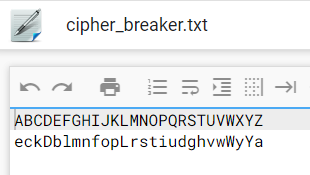 cipher_breaker.txt
ABCDEFGHIJKLMNOPQRSTUVWXYZ
eckDblmnfopLrstiudghvwWyYa